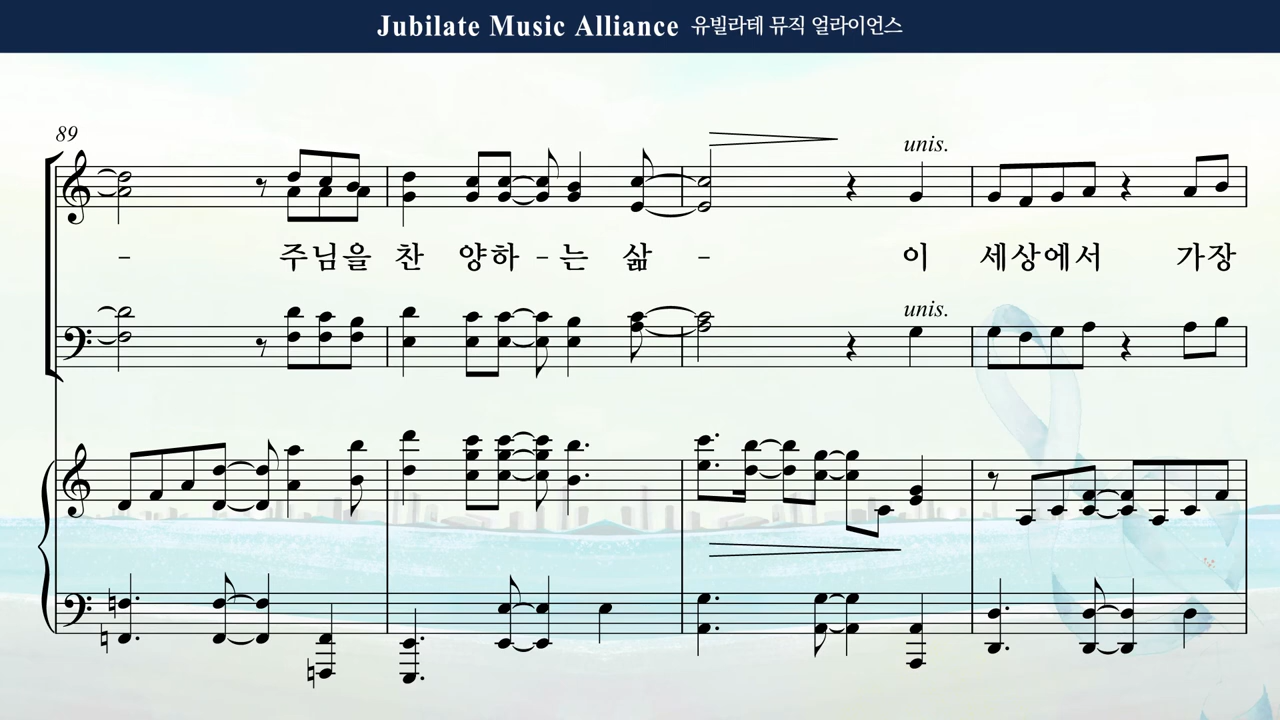 Jubilate Music Alliance 유빌라테 뮤직 얼라이언스
89
unis.
- 주님을 찬 양하 - 는 삶 - 이 세상에서 가장
unis.